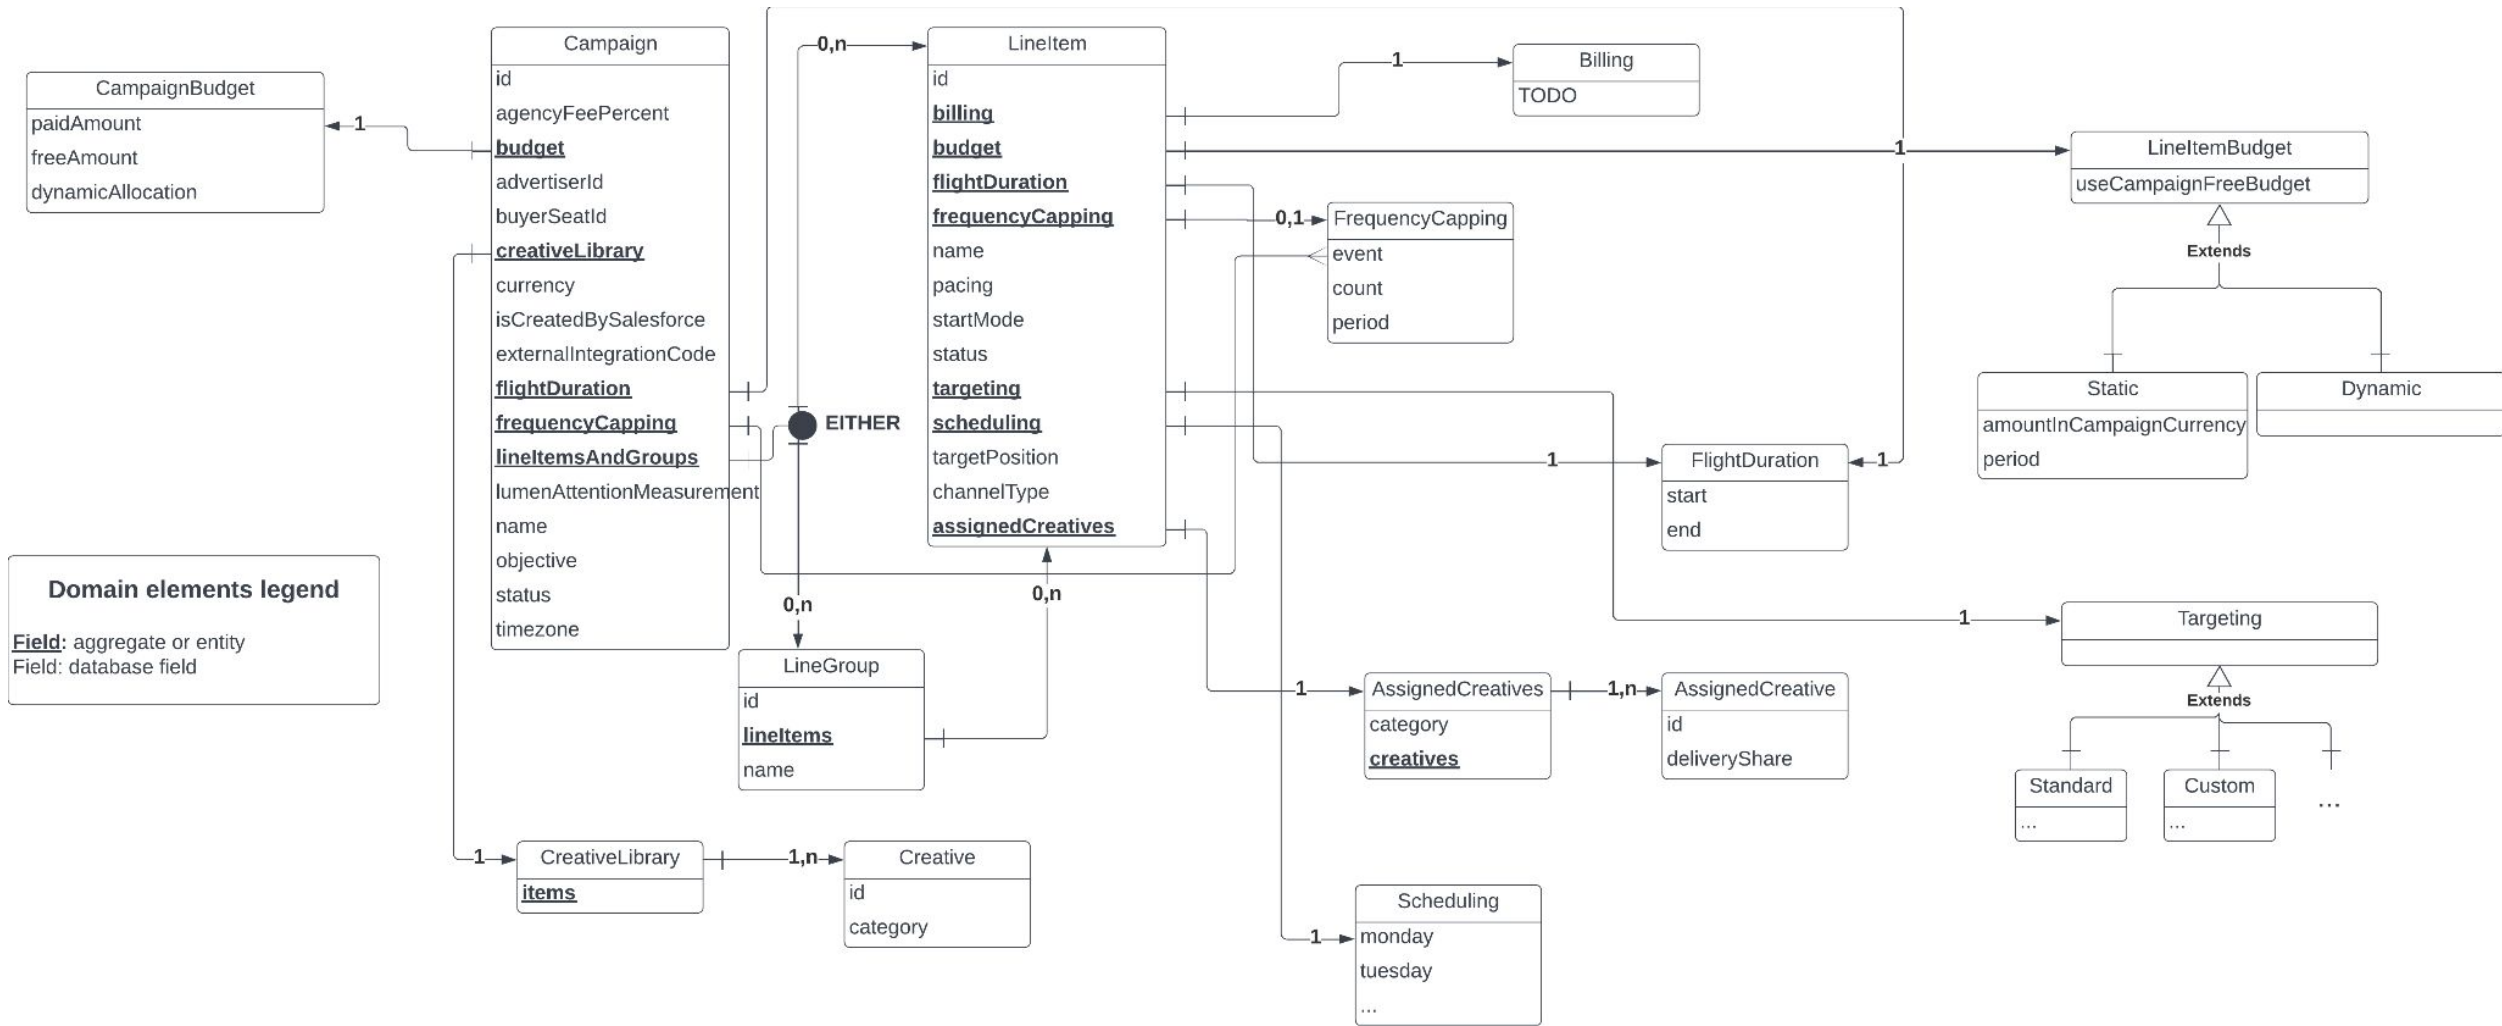 CampaignBudget
paidAmount
freeAmount
dynamicAllocation
1
Campaign
id
agencyFeePercent
budget
advertiserId
buyerSeatId
creativeLibrary
currency
isCreatedBySalesforce
externalIntegrationCode
flightDuration
frequencyCapping
lineItemsAndGroups
lumenAttentionMeasurement
name
objective
status
timezone
0,n
EITHER
0,n
LineItem
id
billing
budget
flightDuration
frequencyCapping
name
pacing
startMode
status
targeting
scheduling
targetPosition
channelType
assignedCreatives
0,n
1
Billing
TODO
1
LineItemBudget
useCampaignFreeBudget
Extends
Static
amountInCampaignCurrency
period
Dynamic
0,1
FrequencyCapping
event
count
period
1
FlightDuration
start
end
1
1
Targeting
Extends
Standard
...
Custom
...
...
Domain elements legend
Field: aggregate or entity
Field: database field
LineGroup
id
lineItems
name
1
AssignedCreatives
category
creatives
1,n
AssignedCreative
id
deliveryShare
1
CreativeLibrary
items
1,n
Creative
id
category
1
Scheduling
monday
tuesday
...